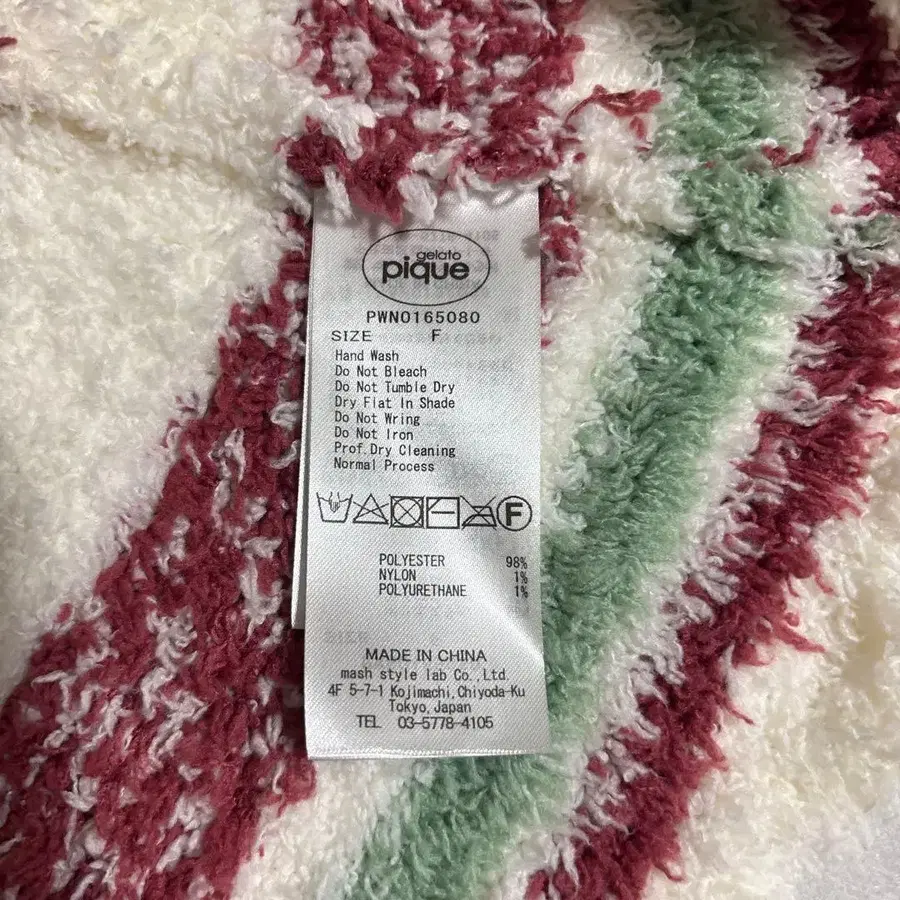 gelato
pique
PWNO165080
SIZE F
Hand Wash
Do Not Bleach
Do Not Tumble Dry
Dry Flat In Shade
Do Not Wring
Do Not Iron
Prof.Dry Cleaning
Normal Process
F
POLYESTER 98%
NYLON 1%
POLYURETHANE 1%
MADE IN CHINA
mash style lab Co.,Ltd.
4F 5-7-1 Kojimachi,Chiyoda-Ku
Tokyo,Japan
TEL 03-5778-4105